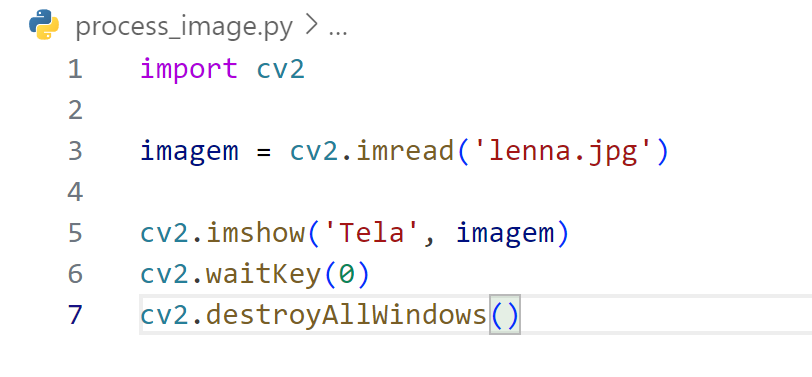 process_image.py > ...
1 import cv2
2
3 imagem = cv2.imread('lenna.jpg')
4
5 cv2.imshow('Tela', imagem)
6 cv2.waitKey(0)
7 cv2.destroyAllWindows()